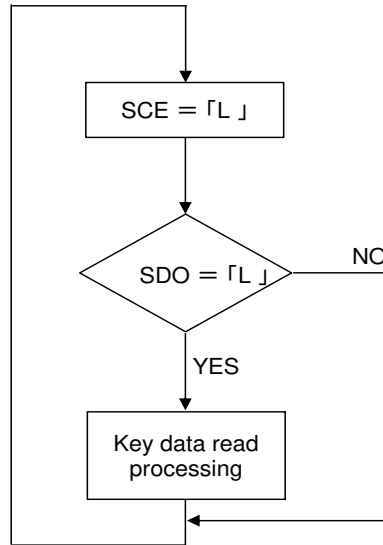 SCE = ｢L ｣
SDO = ｢L ｣
NO
YES
Key data read
processing